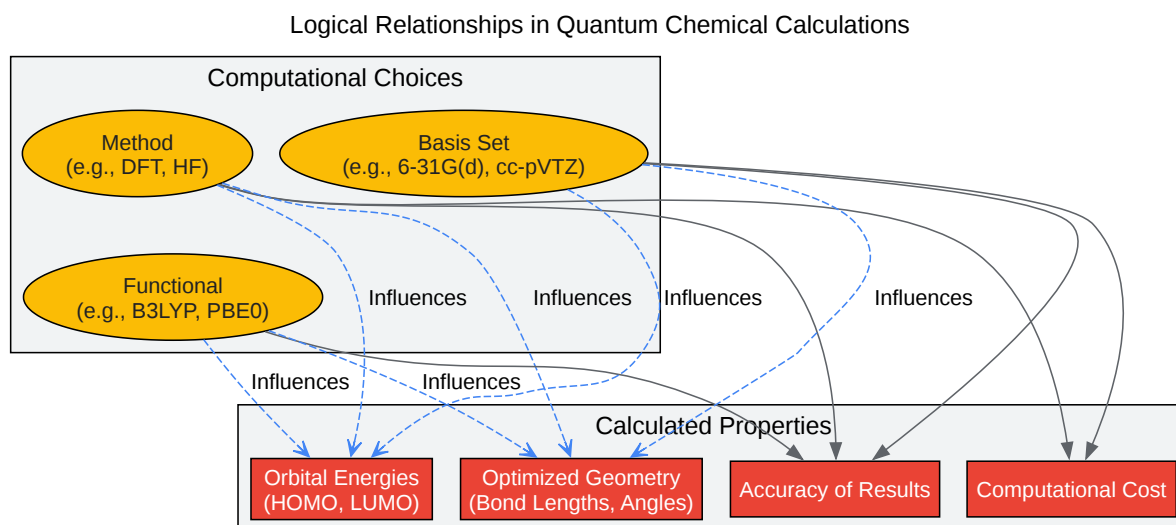 Logical Relationships in Quantum Chemical Calculations
Computational Choices
Method
(e.g., DFT, HF)
Basis Set
(e.g., 6-31G(d), cc-pVTZ)
Functional
(e.g., B3LYP, PBE0)
Influences
Influences
Influences
Influences
Influences
Influences
Calculated Properties
Orbital Energies
(HOMO, LUMO)
Optimized Geometry
(Bond Lengths, Angles)
Accuracy of Results
Computational Cost